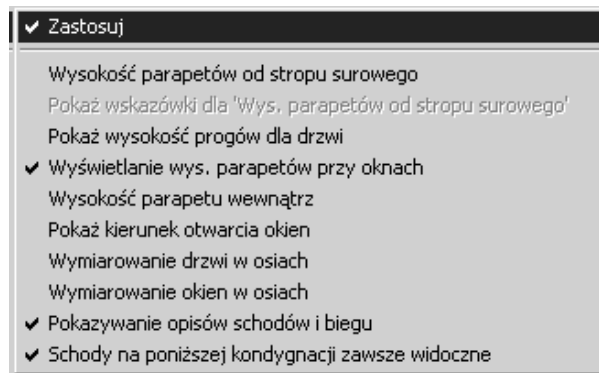 Zastosuj
Wysokość parapetów od stropu surowego
Pokaż wskazówki dla 'Wys. parapetów od stropu surowego'
Pokaż wysokość progów dla drzwi
Wyświetlanie wys. parapetów przy oknach
Wysokość parapetu wewnątrz
Pokaż kierunek otwarcia okien
Wymiarowanie drzwi w osiach
Wymiarowanie okien w osiach
Pokazywanie opisów schodów i biegu
Schody na poniższej kondygnacji zawsze widoczne